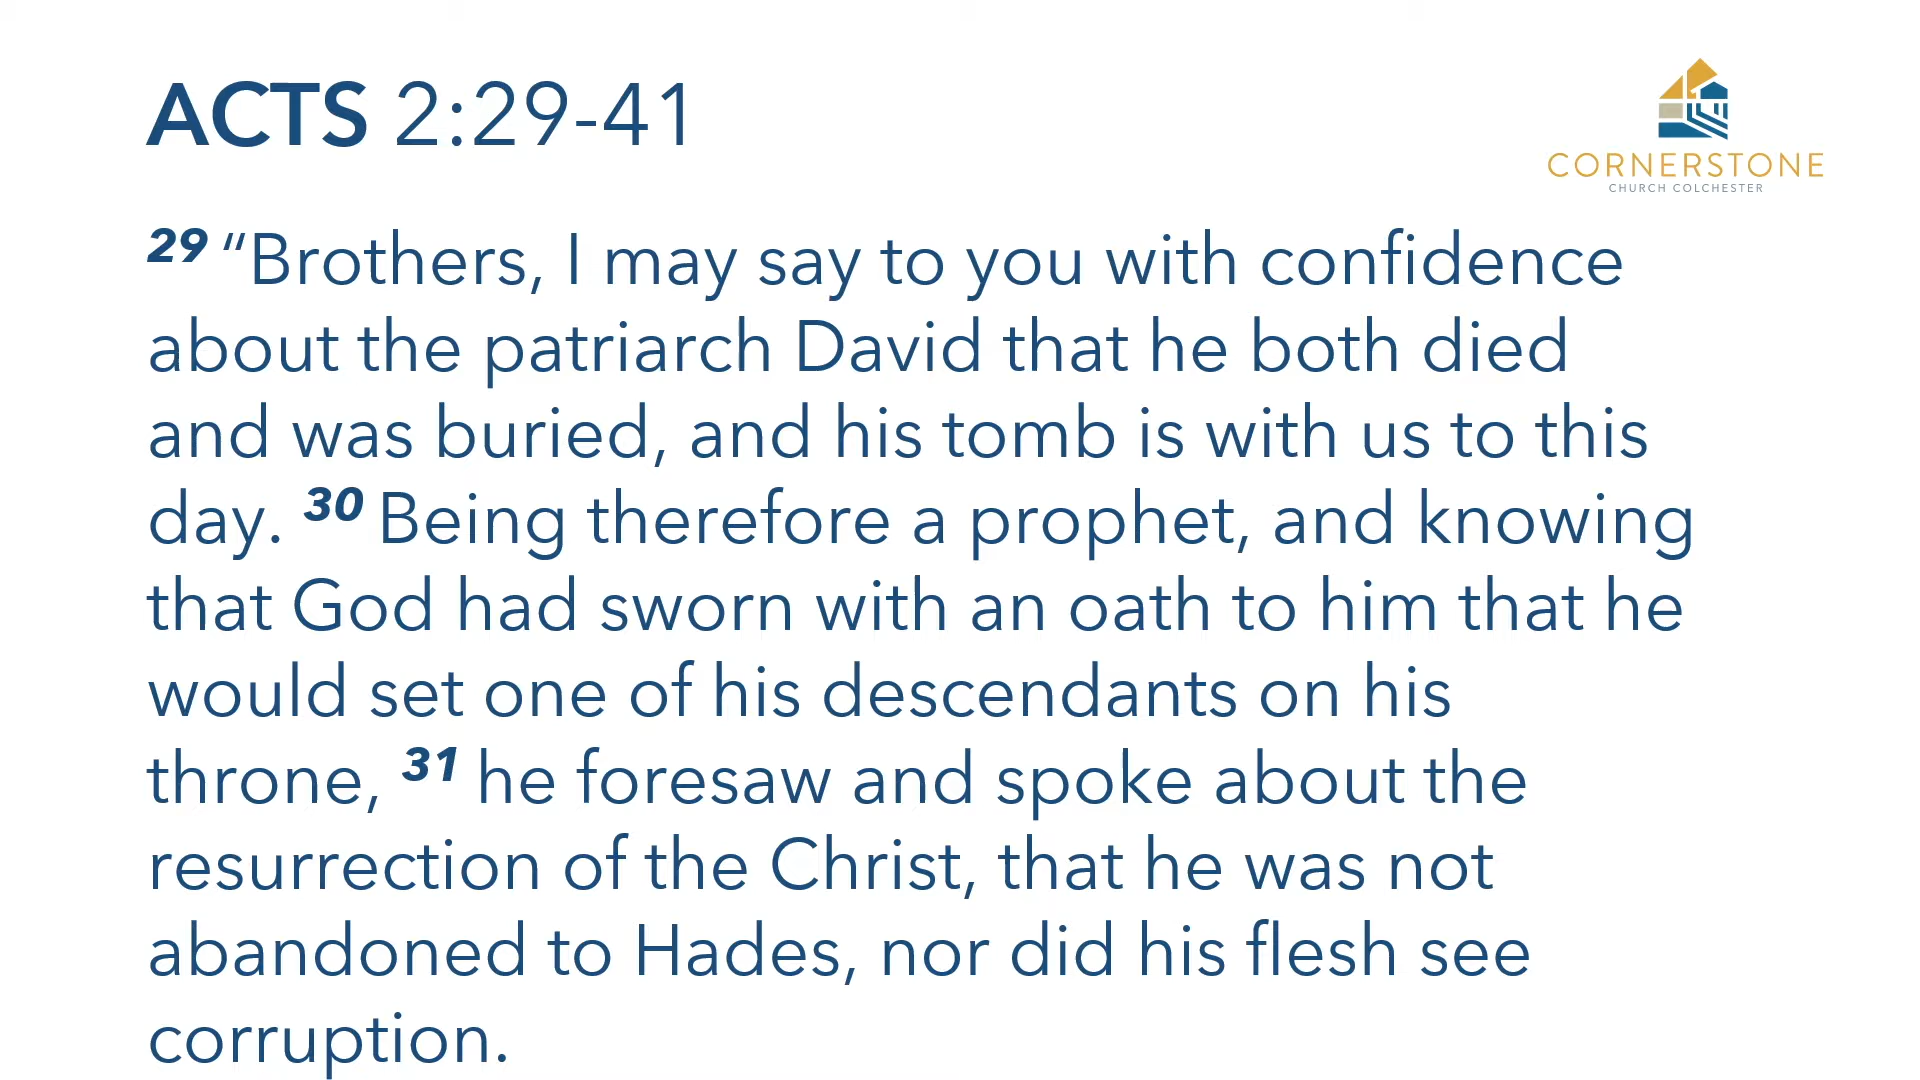 ACTS 2:29-41
CORNERSTONE
CHURCH COLCHESTER
29 “Brothers, I may say to you with confidence
about the patriarch David that he both died
and was buried, and his tomb is with us to this
day. 30 Being therefore a prophet, and knowing
that God had sworn with an oath to him that he
would set one of his descendants on his
throne, 31 he foresaw and spoke about the
resurrection of the Christ, that he was not
abandoned to Hades, nor did his flesh see
corruption.